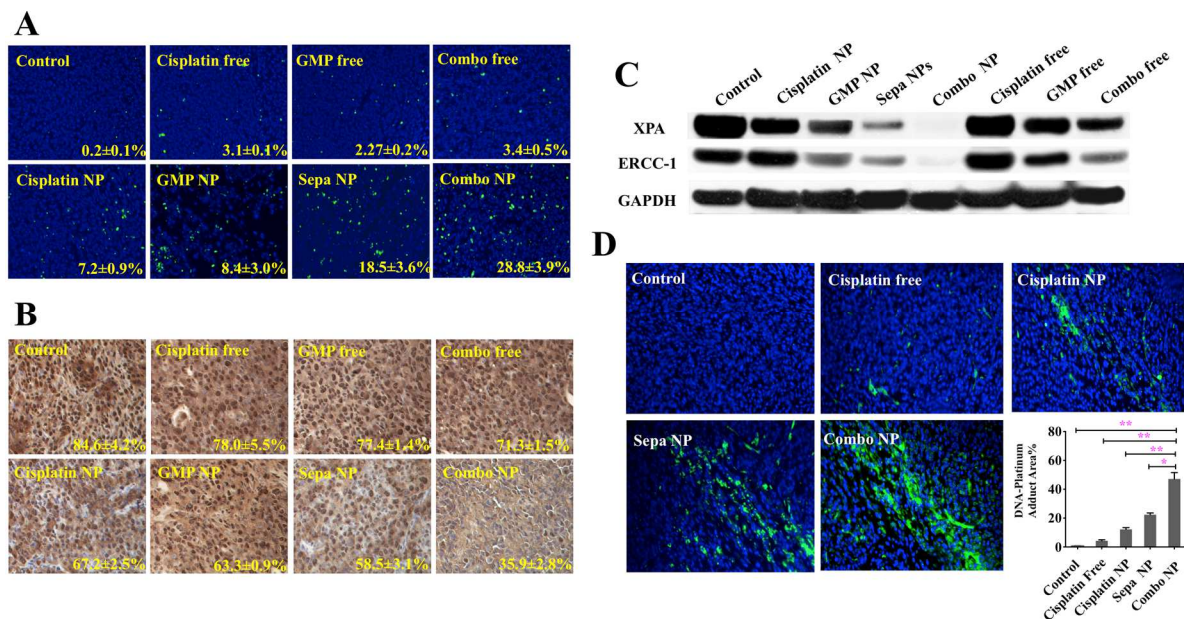 A
Control
Cisplatin free
GMP free
Combo free
0.2±0.1%
3.1±0.1%
2.27±0.2%
3.4±0.5%
Cisplatin NP
GMP NP
Sepa NP
Combo NP
7.2±0.9%
8.4±3.0%
18.5±3.6%
28.8±3.9%
B
Control
Cisplatin free
GMP free
Combo free
84.6±4.2%
78.0±5.5%
77.4±1.4%
71.3±1.5%
Cisplatin NP
GMP NP
Sepa NP
Combo NP
67.2±2.5%
63.3±0.9%
58.5±3.1%
35.9±2.8%
C
Control
Cisplatin NP
GMP NP
Sepa NPs
Combo NP
Cisplatin free
GMP free
Combo free
XPA
ERCC-1
GAPDH
D
Control
Cisplatin free
Cisplatin NP
Sepa NP
Combo NP
DNA-Platinum
Adduct Area%
80
60
40
20
0
**
**
**
*
Control
Cisplatin Free
Cisplatin NP
Sepa NP
Combo NP